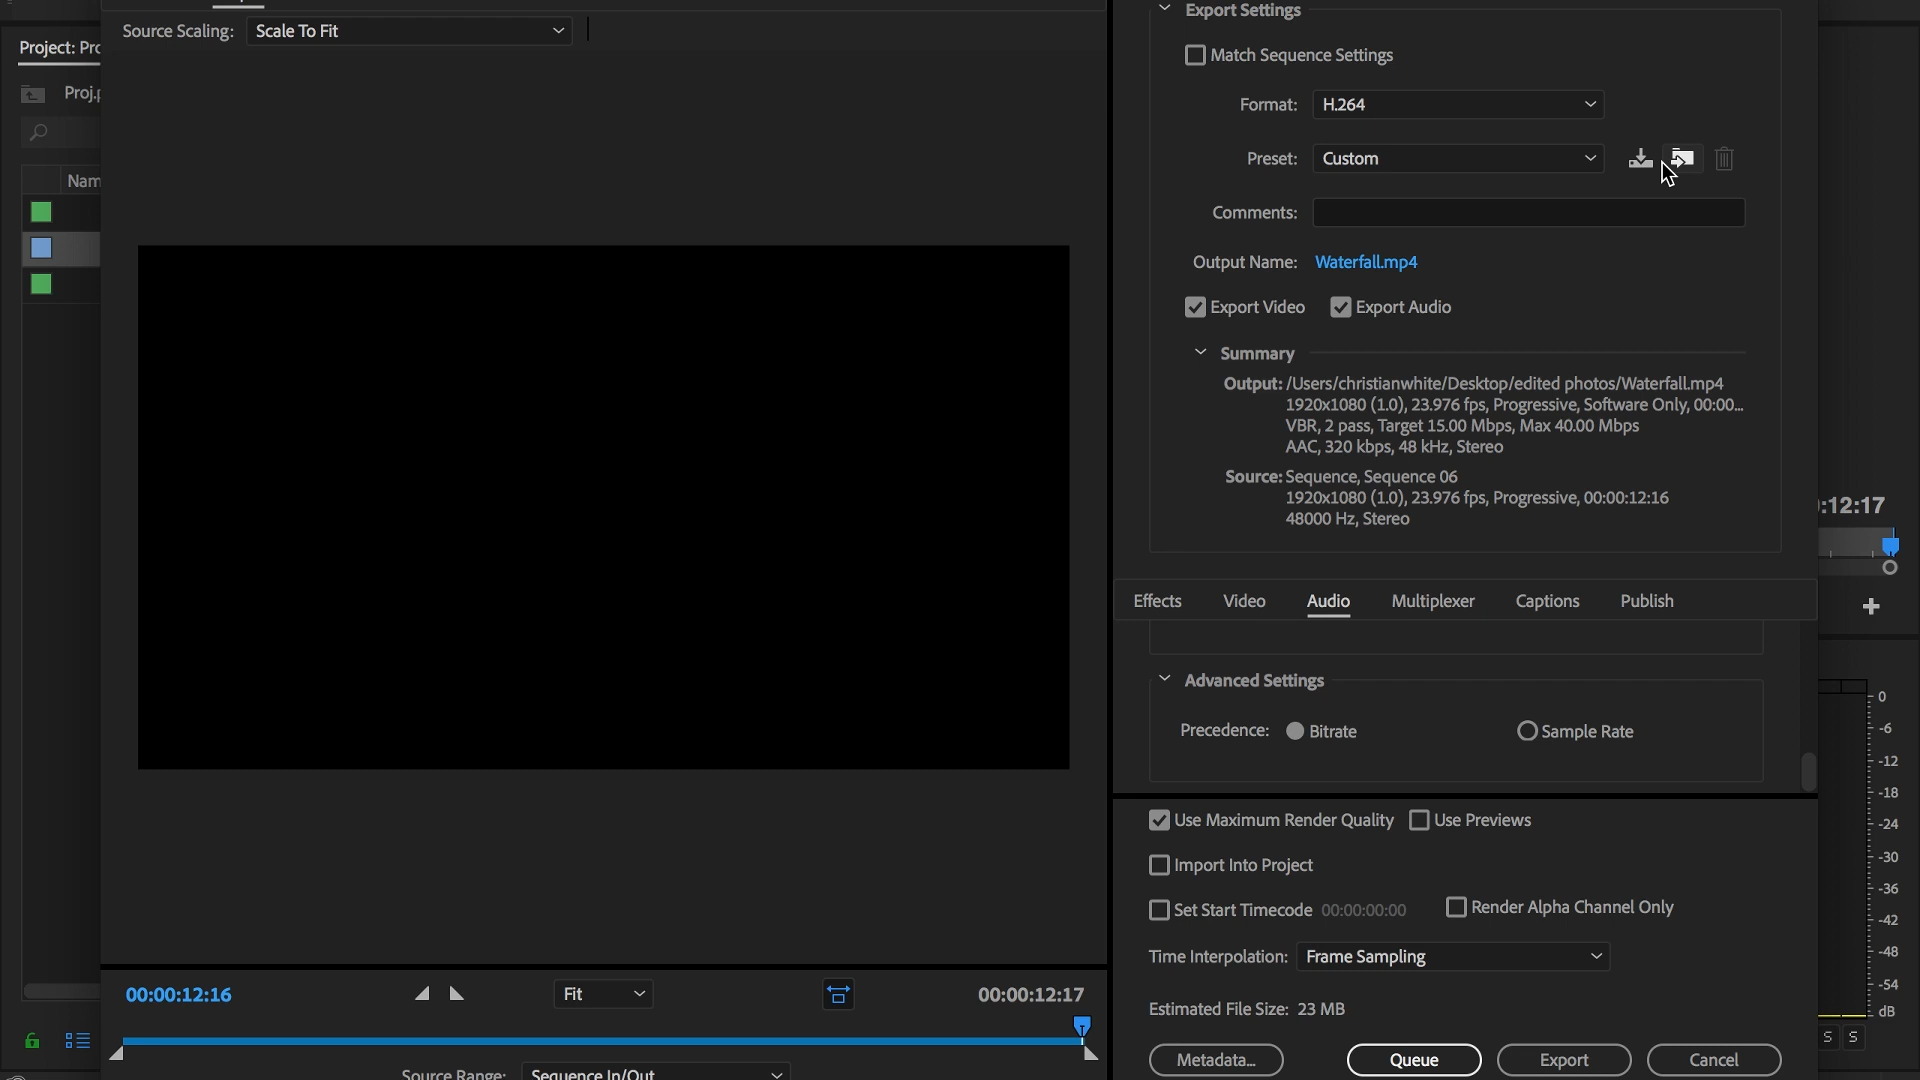 Source Scaling: Scale To Fit
Project: Pro
Proj.p
Nam
Export Settings
Match Sequence Settings
Format: H.264
Preset: Custom
Comments:
Output Name: Waterfall.mp4
Export Video Export Audio
Summary
Output: /Users/christianwhite/Desktop/edited photos/Waterfall.mp4
1920x1080 (1.0), 23.976 fps, Progressive, Software Only, 00:00...
VBR, 2 pass, Target 15.00 Mbps, Max 40.00 Mbps
AAC, 320 kbps, 48 kHz, Stereo
Source: Sequence, Sequence 06
1920x1080 (1.0), 23.976 fps, Progressive, 00:00:12:16
48000 Hz, Stereo
Effects Video Audio Multiplexer Captions Publish
Advanced Settings
Precedence: Bitrate Sample Rate
Use Maximum Render Quality Use Previews
Import Into Project
Set Start Timecode 00:00:00:00 Render Alpha Channel Only
Time Interpolation: Frame Sampling
Estimated File Size: 23 MB
Metadata... Queue Export Cancel
00:00:12:16 Fit 00:00:12:17
Source Range: Sequence In/Out
:12:17
0
-6
-12
-18
-24
-30
-36
-42
-48
-54
dB
S S